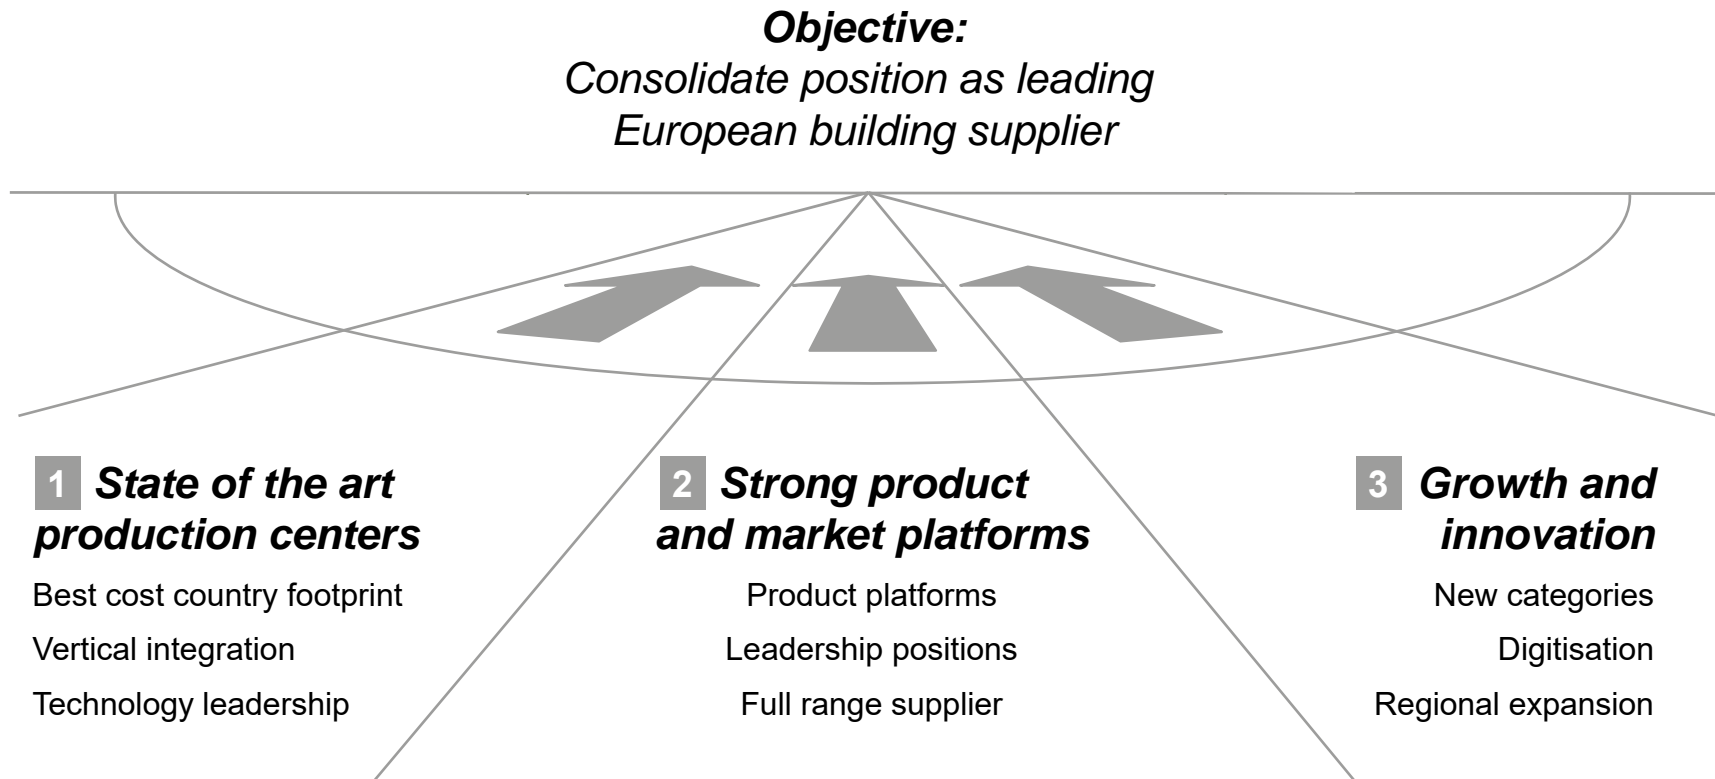 Objective:
Consolidate position as leading
European building supplier
1 State of the art
production centers
Best cost country footprint
Vertical integration
Technology leadership
2 Strong product
and market platforms
Product platforms
Leadership positions
Full range supplier
3 Growth and
innovation
New categories
Digitisation
Regional expansion